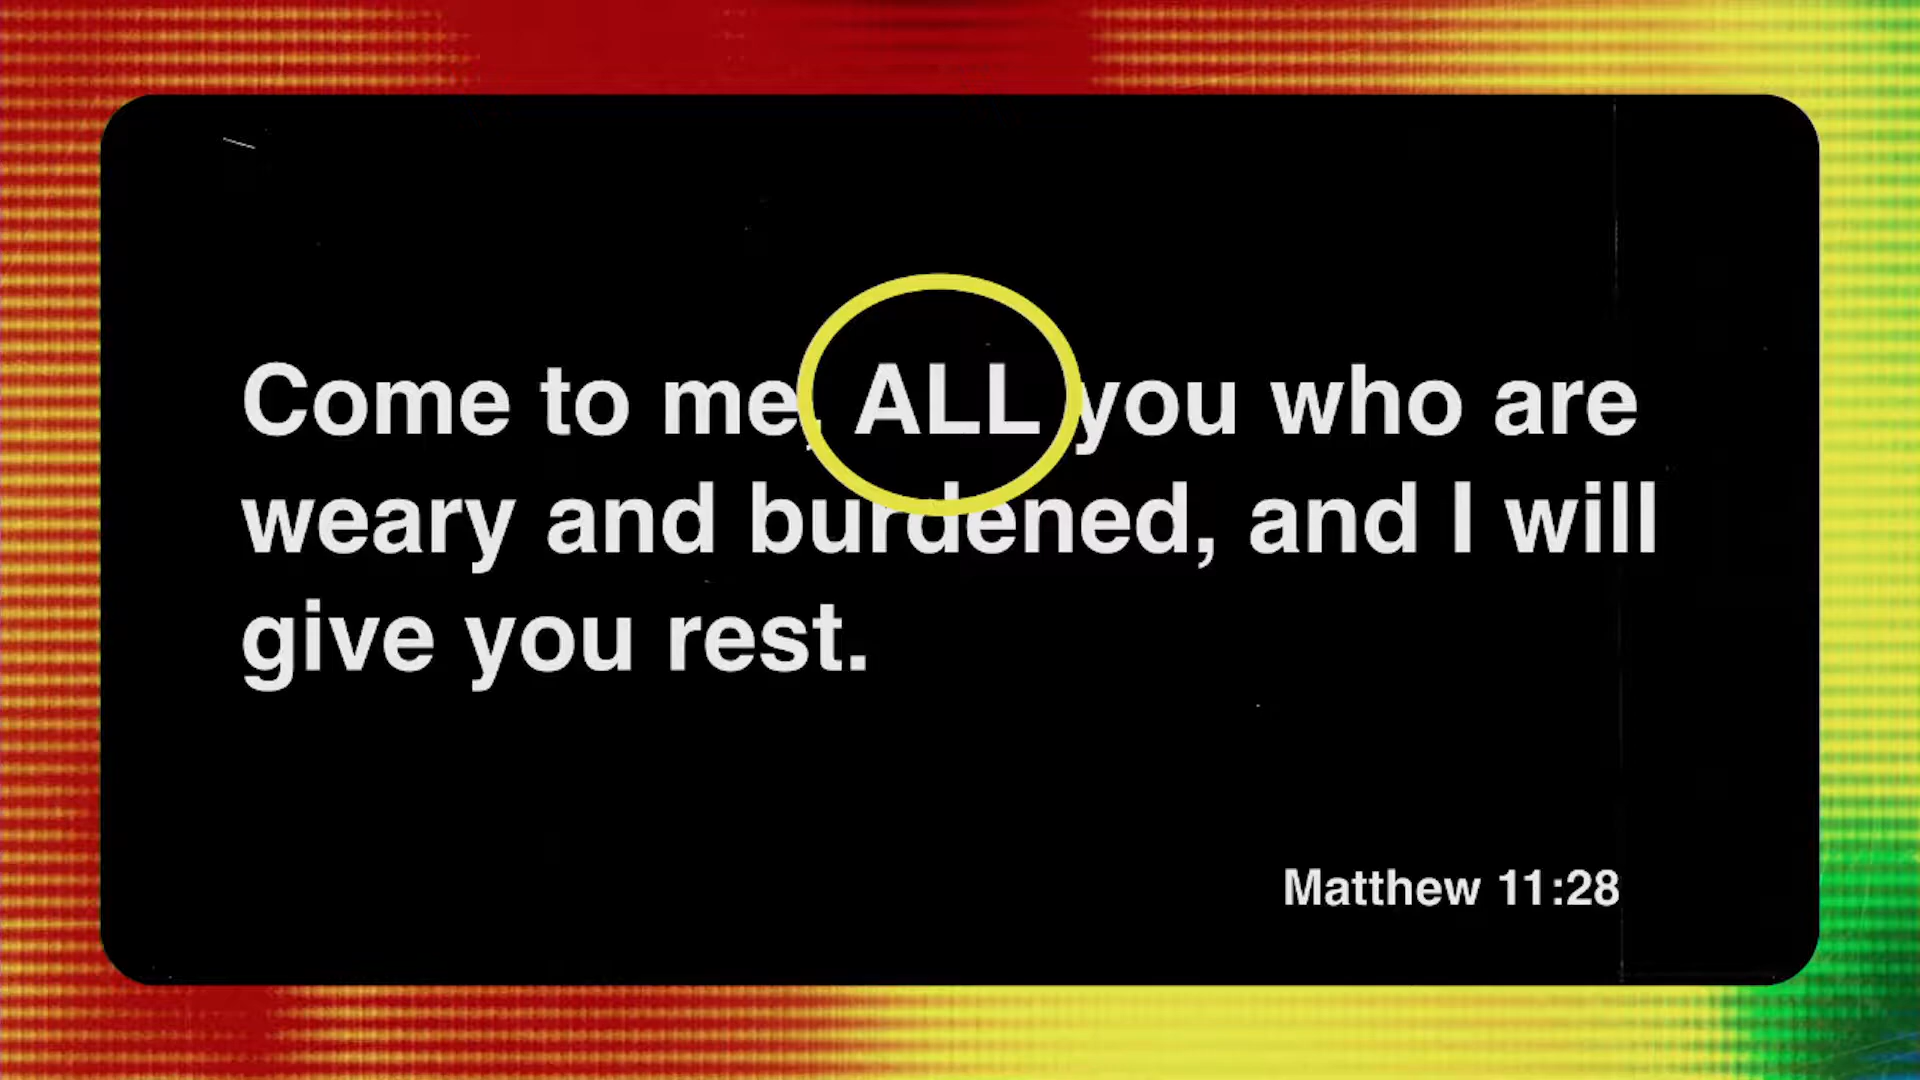 Come to me, ALL you who are
weary and burdened, and I will
give you rest.
Matthew 11:28